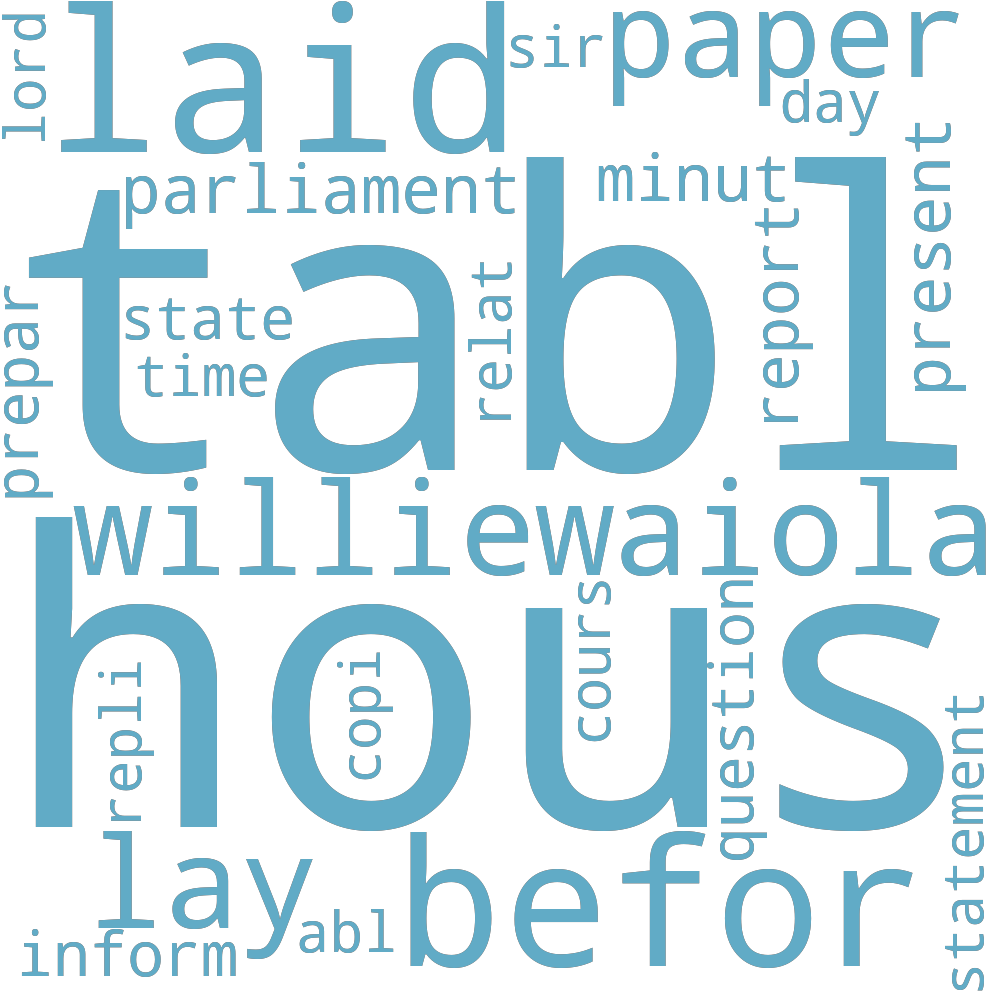 lord
laid
sir
paper
day
parliament
minut
present
tabl
state
time
relat
report
prepar
williewaiola
hous
repli
copi
cours
question
statement
lay
befor
abl
inform